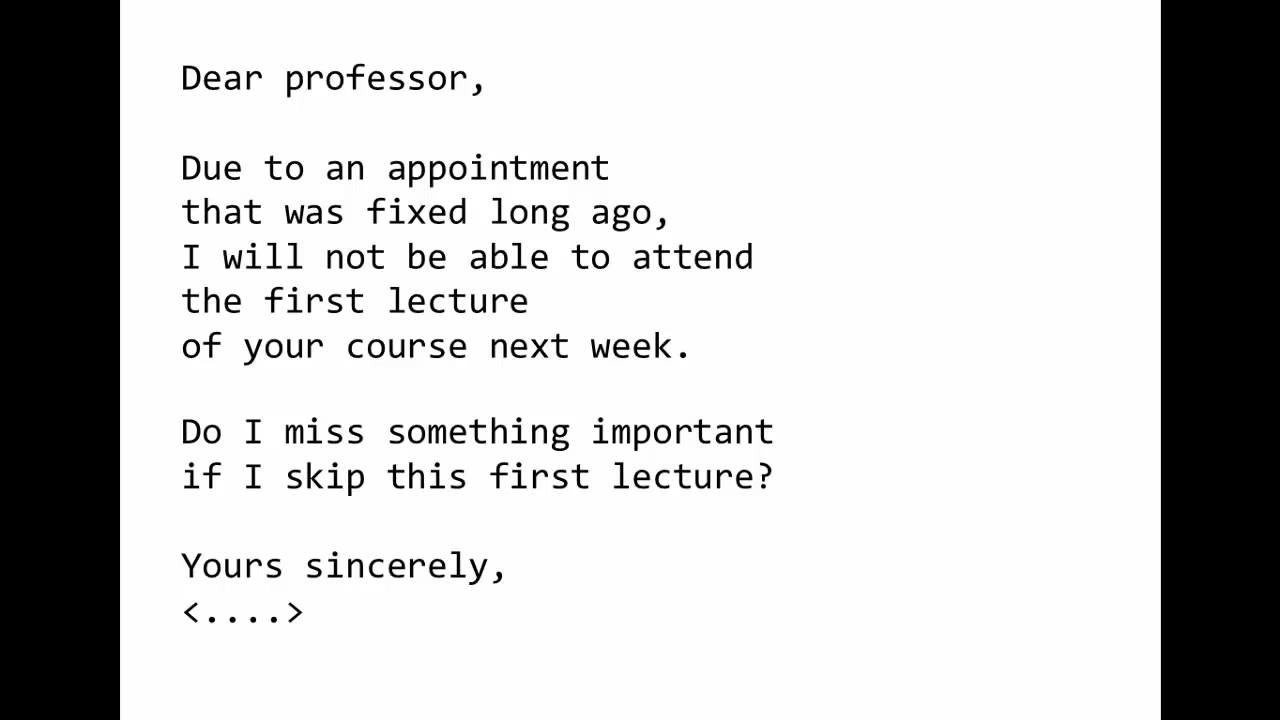 Dear professor,
Due to an appointment
that was fixed long ago,
I will not be able to attend
the first lecture
of your course next week.
Do I miss something important
if I skip this first lecture?
Yours sincerely,
<....>